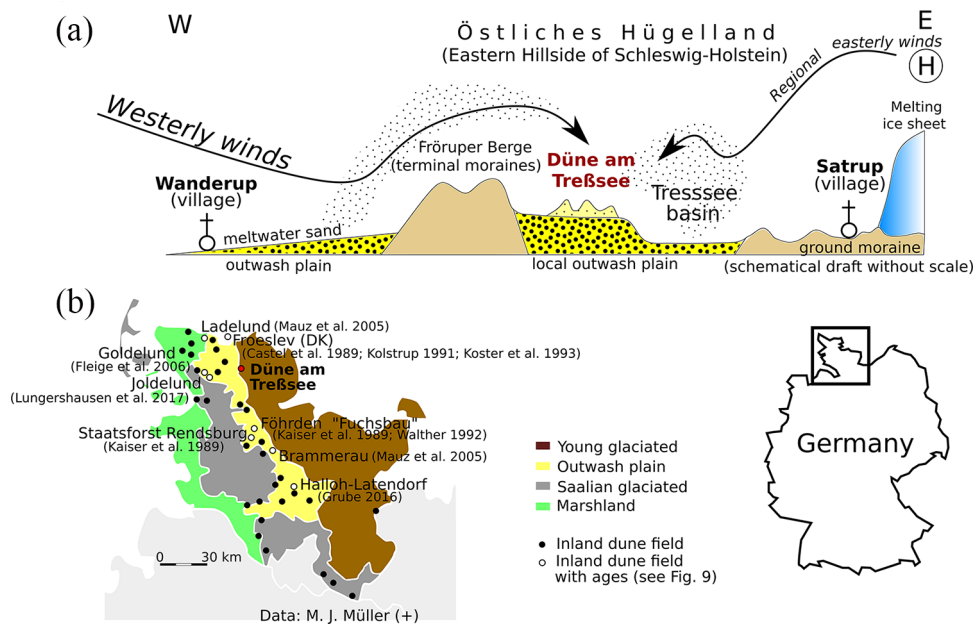 (a)
W
E
Östliches Hügelland
(Eastern Hillside of Schleswig-Holstein)
easterly winds
Regional
H
Westerly winds
Melting
ice sheet
Fröruper Berge
(terminal moraines)
Düne am
Treßsee
Tresssee
basin
Wanderup
(village)
Satrup
(village)
meltwater sand
ground moraine
outwash plain
local outwash plain
(schematical draft without scale)
(b)
Ladelund (Mauz et al. 2005)
Froeslev (DK)
(Castel et al. 1989; Kolstrup 1991; Koster et al. 1993)
Goldelund
(Fleige et al. 2006)
Düne am
Treßsee
Joldelund
(Lungershausen et al. 2017)
Föhrden "Fuchsbau"
(Kaiser et al. 1989; Walther 1992)
Staatsforst Rendsburg
(Kaiser et al. 1989)
Brammerau (Mauz et al. 2005)
Halloh-Latendorf
(Grube 2016)
0 30 km
Data: M. J. Müller (+)
Young glaciated
Outwash plain
Saalian glaciated
Marshland
Inland dune field
Inland dune field
with ages (see Fig. 9)
Germany